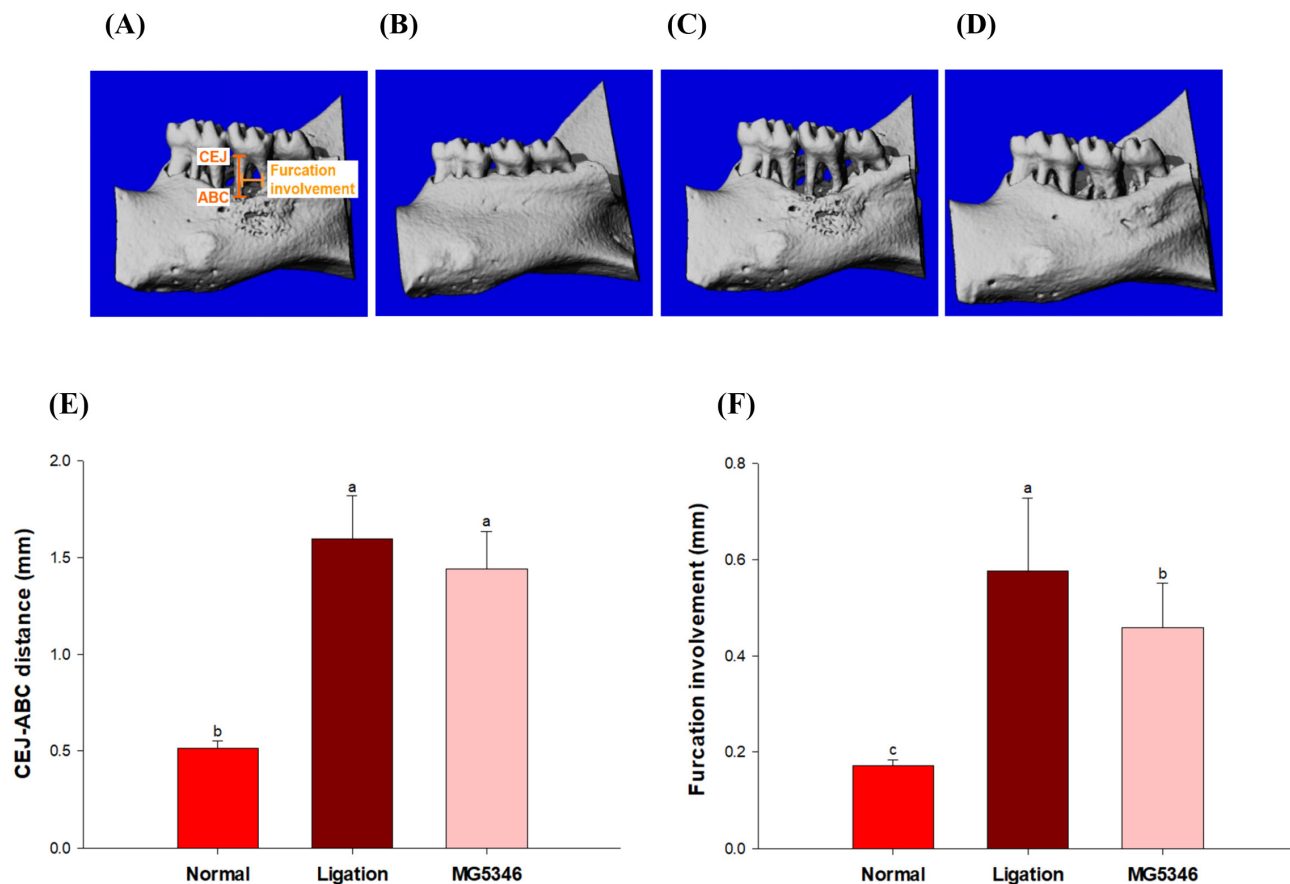 (A)
(B)
(C)
(D)
CEJ
ABC
Furcation
involvement
(E)
CEJ-ABC distance (mm)
2.0
1.5
1.0
0.5
0.0
b
a
a
Normal
Ligation
MG5346
(F)
Furcation involvement (mm)
0.8
0.6
0.4
0.2
0.0
c
a
b
Normal
Ligation
MG5346